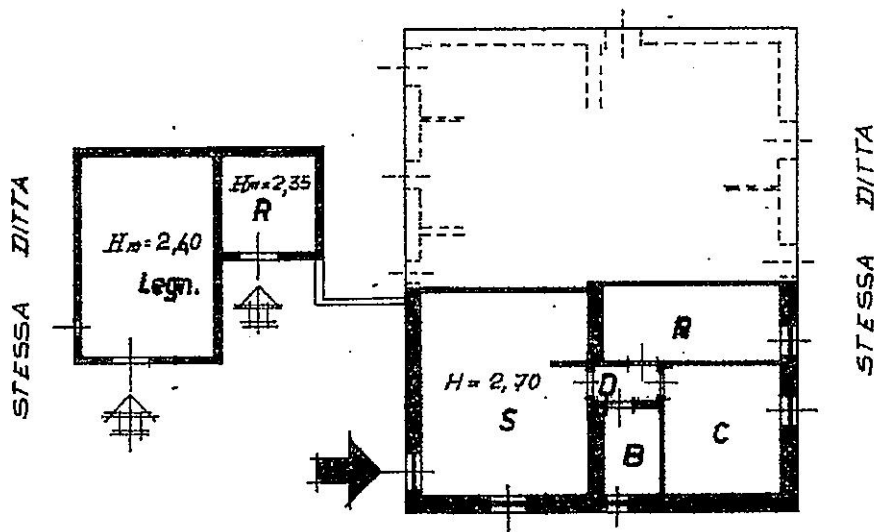 STESSA DITTA
Hm=2,40
Legn.
Hm=2,35
R
H=2,70
S
D
R
B
C
STESSA DITTA